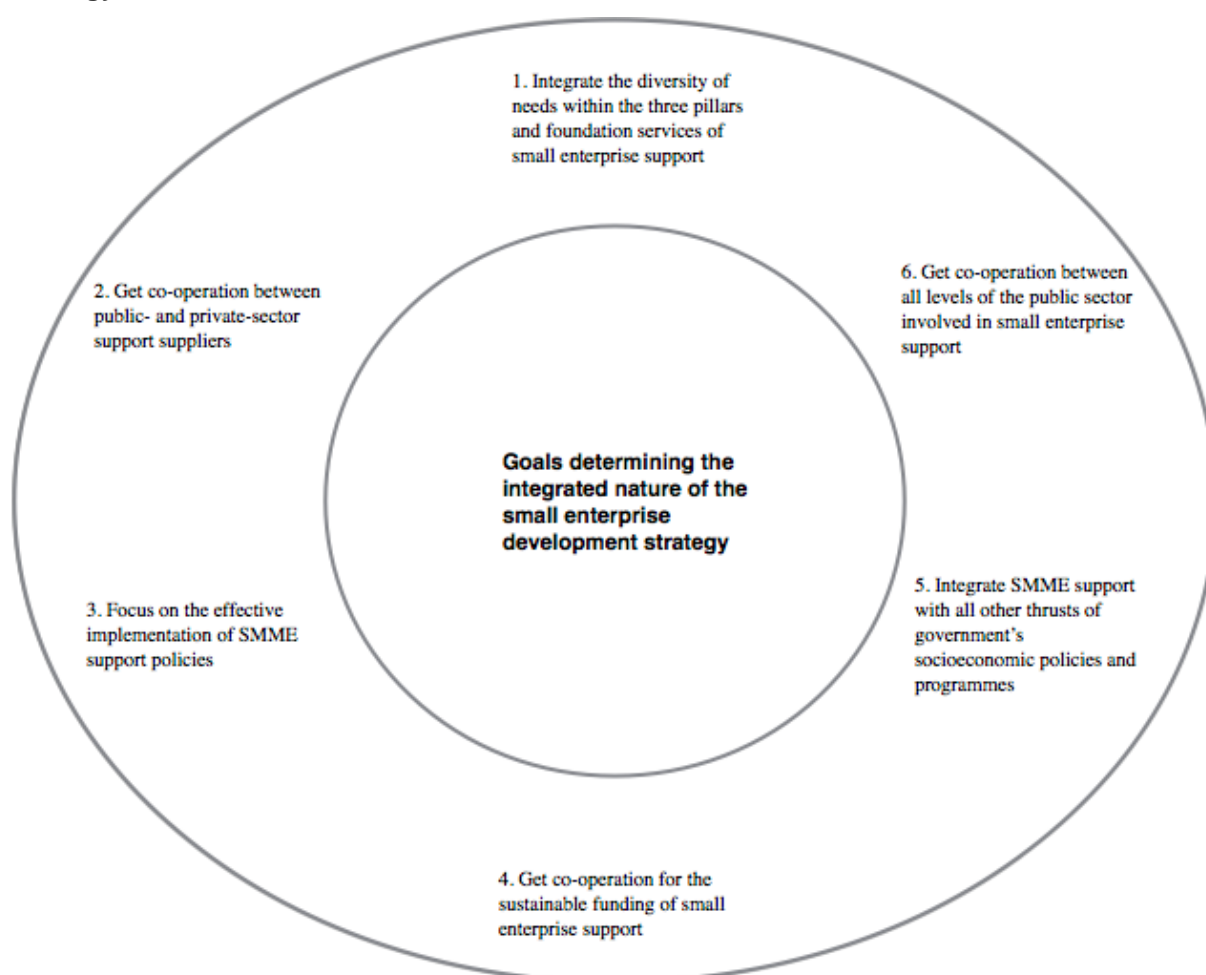 1. Integrate the diversity of
needs within the three pillars
and foundation services of
small enterprise support
2. Get co-operation between
public- and private-sector
support suppliers
6. Get co-operation between
all levels of the public sector
involved in small enterprise
support
Goals determining the
integrated nature of the
small enterprise
development strategy
3. Focus on the effective
implementation of SMME
support policies
5. Integrate SMME support
with all other thrusts of
government's
socioeconomic policies and
programmes
4. Get co-operation for the
sustainable funding of small
enterprise support